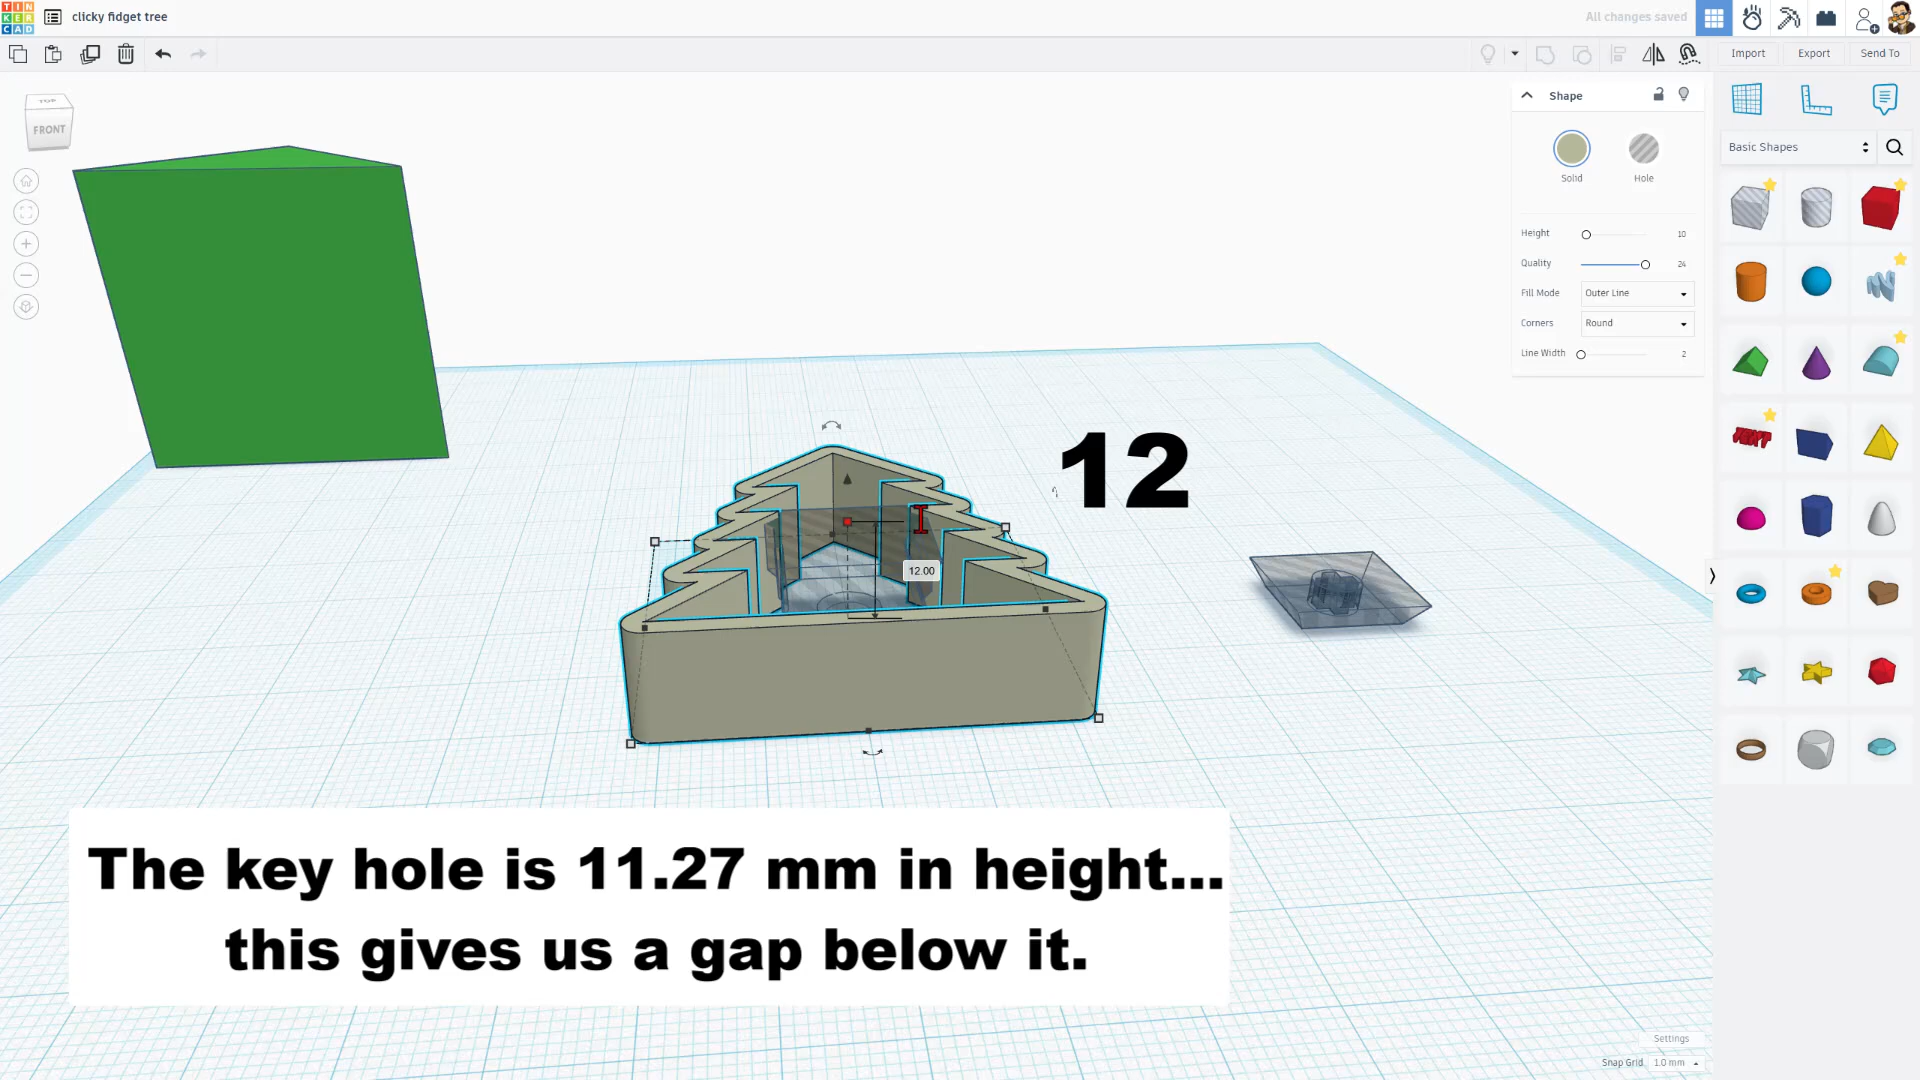 TIN
KER
CAD
clicky fidget tree
All changes saved
Import
Export
Send To
TOP
FRONT
Shape
Solid
Hole
Height
10
Quality
24
Fill Mode
Outer Line
Corners
Round
Line Width
2
Basic Shapes
TEXT
12
12.00
The key hole is 11.27 mm in height...
this gives us a gap below it.
Settings
Snap Grid 1.0 mm